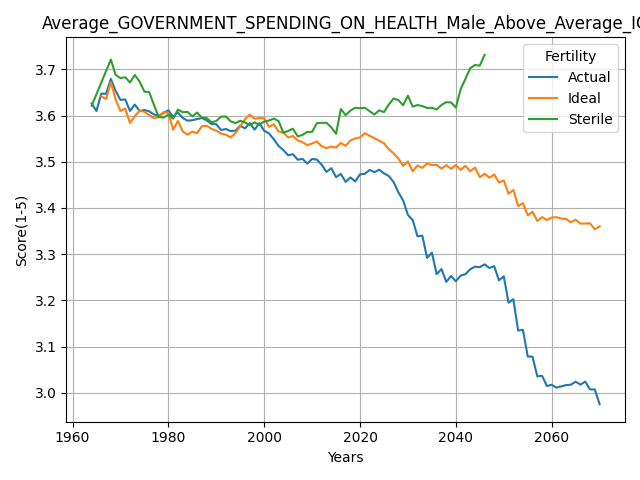 Average_GOVERNMENT_SPENDING_ON_HEALTH_Male_Above_Average_IQ
Fertility
Actual
Ideal
Sterile
Score(1-5)
3.7
3.6
3.5
3.4
3.3
3.2
3.1
3.0
1960
1980
2000
2020
2040
2060
Years